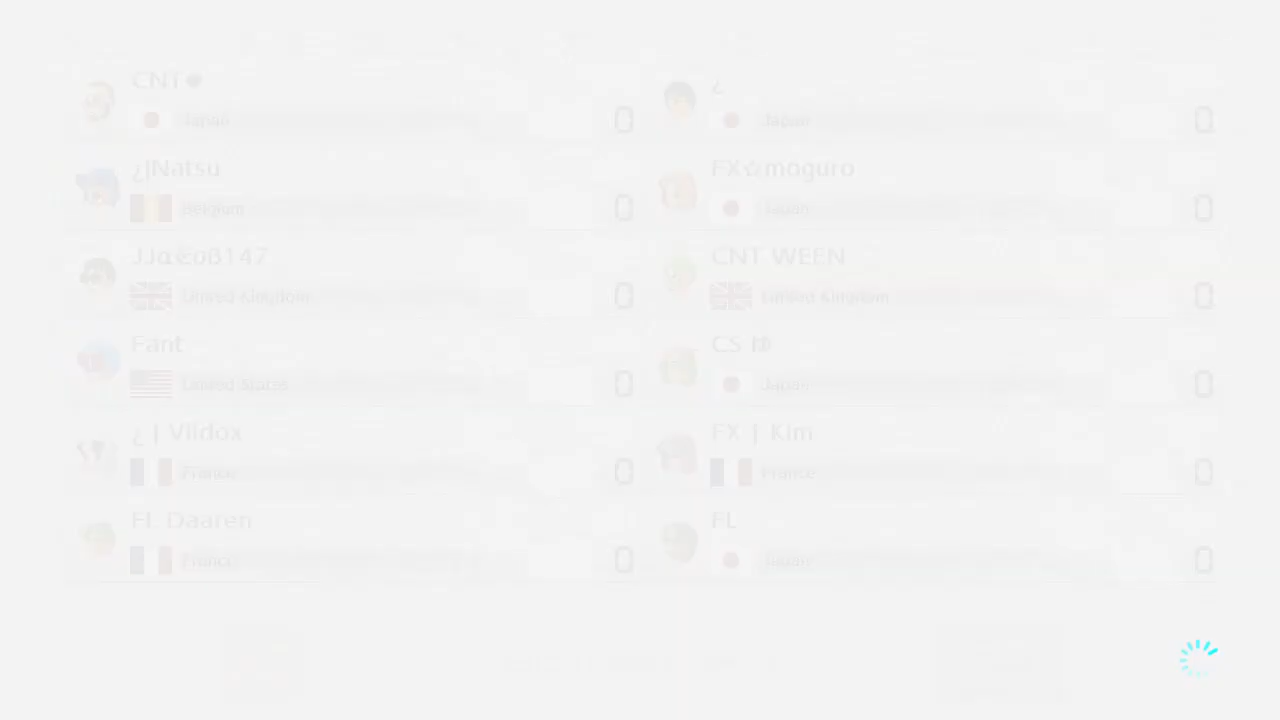 CNT●
Japan
0
¿
Japan
0
¿|Natsu
Belgium
0
FX☆moguro
Japan
0
United Kingdom
0
CNT WEEN
United Kingdom
0
Fant
United States
0
CS
Japan
0
¿ | Vlidox
France
0
FX | Kim
France
0
FL Daaren
France
0
FL
Japan
0